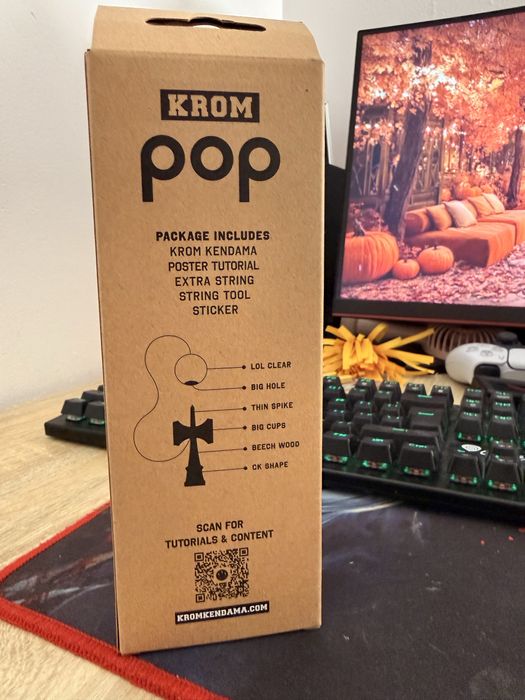 KROM
pop
PACKAGE INCLUDES
KROM KENDAMA
POSTER TUTORIAL
EXTRA STRING
STRING TOOL
STICKER
LOL CLEAR
BIG HOLE
THIN SPIKE
BIG CUPS
BEECH WOOD
CK SHAPE
SCAN FOR
TUTORIALS & CONTENT
KROMKENDAMA.COM